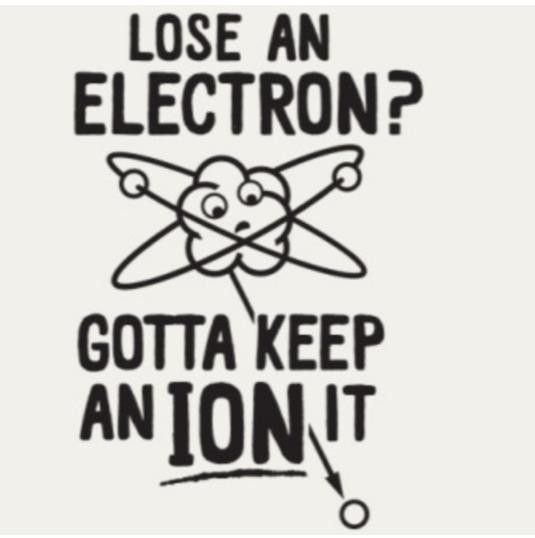 LOSE AN
ELECTRON?
GOTTA KEEP
AN ION IT